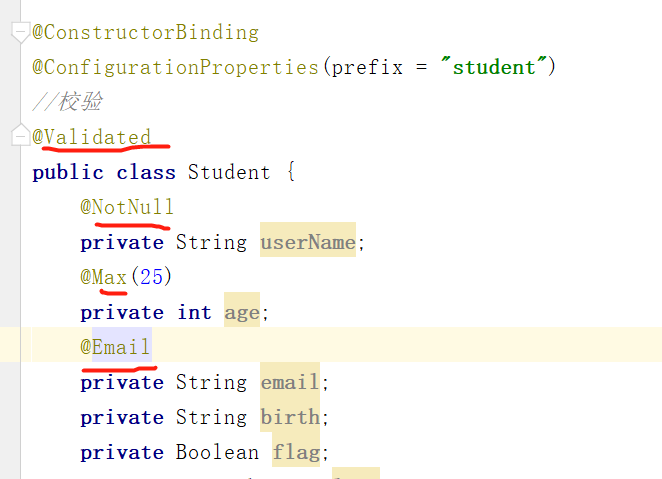 @ConstructorBinding
@ConfigurationProperties(prefix = "student")
//校验
@Validated
public class Student {
@NotNull
private String userName;
@Max(25)
private int age;
@Email
private String email;
private String birth;
private Boolean flag;